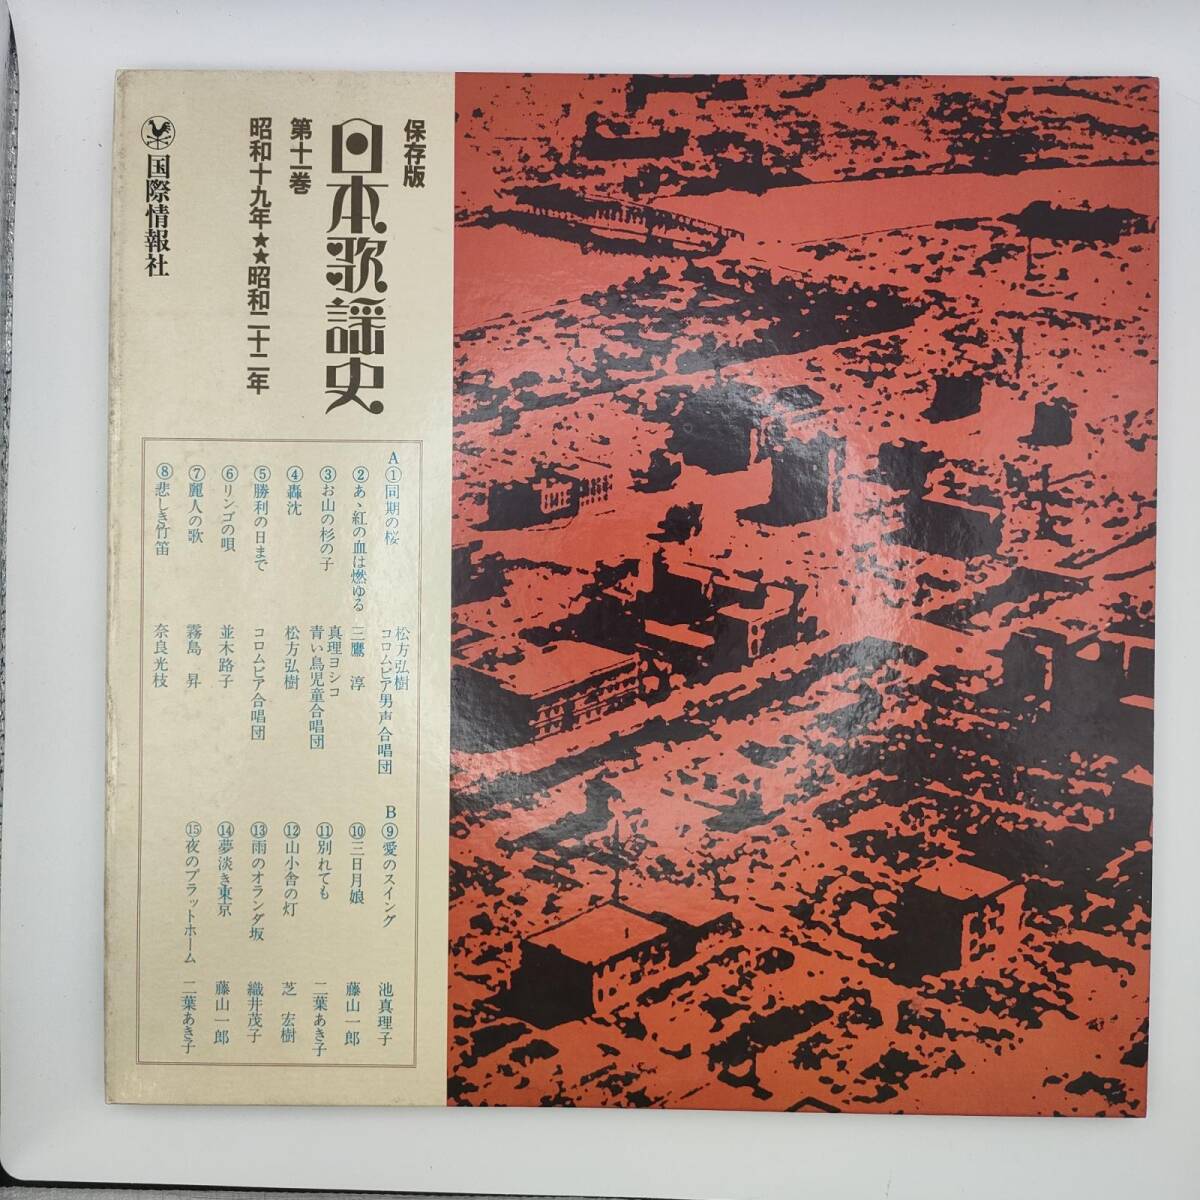 保存版
日本歌謡史
第十一巻
昭和十九年★★昭和二十二年
国際情報社
A
①同期の桜 松方弘樹 コロムビア男声合唱団
②あゝ紅の血は燃ゆる 三鷹 淳
③お山の杉の子 真理ヨシコ 青い鳥児童合唱団
④轟沈 松方弘樹
⑤勝利の日まで コロムビア合唱団
⑥リンゴの唄 並木路子
⑦麗人の歌 霧島 昇
⑧悲しき竹笛 奈良光枝
B
⑨愛のスイング 池真理子
⑩三日月娘 藤山一郎
⑪別れても 二葉あき子
⑫山小舎の灯 芝 宏樹
⑬雨のオランダ坂 織井茂子
⑭夢淡き東京 藤山一郎
⑮夜のプラットホーム 二葉あき子